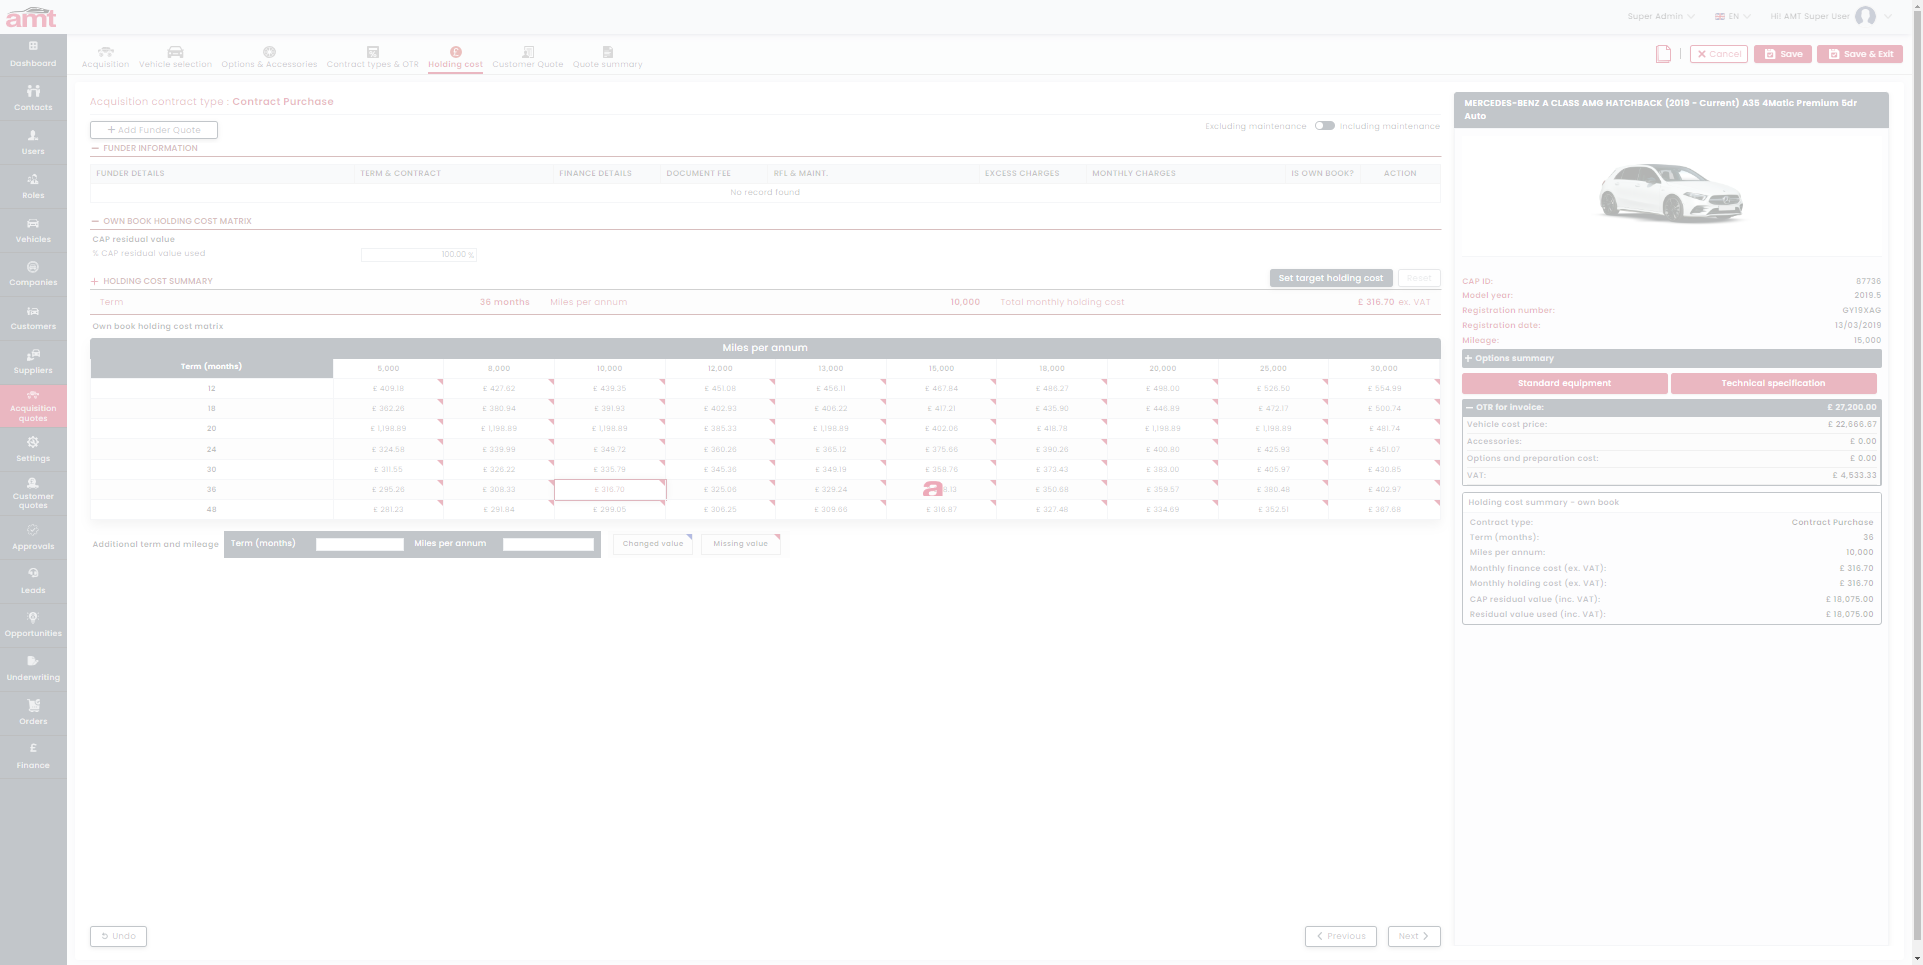 amt
Super Admin
EN
Hi! AMT Super User
Dashboard
Contacts
Users
Roles
Vehicles
Companies
Customers
Suppliers
Acquisition quotes
Settings
Customer quotes
Approvals
Leads
Opportunities
Underwriting
Orders
Finance
Acquisition
Vehicle selection
Options & Accessories
Contract types & OTR
Holding cost
Customer Quote
Quote summary
Cancel
Save
Save & Exit
Acquisition contract type : Contract Purchase
+ Add Funder Quote
Excluding maintenance
Including maintenance
— FUNDER INFORMATION
FUNDER DETAILS TERM & CONTRACT FINANCE DETAILS DOCUMENT FEE RFL & MAINT. EXCESS CHARGES MONTHLY CHARGES IS OWN BOOK? ACTION
No record found
— OWN BOOK HOLDING COST MATRIX
CAP residual value
% CAP residual value used 100.00 %
+ HOLDING COST SUMMARY
Set target holding cost
Reset
Term 36 months Miles per annum 10,000 Total monthly holding cost £ 316.70 ex. VAT
Own book holding cost matrix
Miles per annum
Term (months) 5,000 8,000 10,000 12,000 13,000 15,000 18,000 20,000 25,000 30,000
12 £ 409.18 £ 427.62 £ 439.35 £ 451.08 £ 456.11 £ 467.84 £ 486.27 £ 498.00 £ 526.50 £ 554.99
18 £ 362.26 £ 380.94 £ 391.93 £ 402.93 £ 406.22 £ 417.21 £ 435.90 £ 446.89 £ 472.17 £ 500.74
20 £ 1,198.89 £ 1,198.89 £ 1,198.89 £ 385.33 £ 1,198.89 £ 402.06 £ 418.78 £ 1,198.89 £ 1,198.89 £ 481.74
24 £ 324.58 £ 339.99 £ 349.72 £ 360.26 £ 365.12 £ 375.66 £ 390.26 £ 400.80 £ 425.93 £ 451.07
30 £ 311.55 £ 326.22 £ 335.79 £ 345.36 £ 349.19 £ 358.76 £ 373.43 £ 383.00 £ 405.97 £ 430.85
36 £ 295.26 £ 308.33 £ 316.70 £ 325.06 £ 329.24 £ 350.68 £ 359.57 £ 380.48 £ 402.97
48 £ 281.23 £ 291.84 £ 299.05 £ 306.25 £ 309.66 £ 316.87 £ 327.48 £ 334.69 £ 352.51 £ 367.68
Additional term and mileage Term (months) Miles per annum
Changed value
Missing value
Undo
Previous
Next
MERCEDES-BENZ A CLASS AMG HATCHBACK (2019 - Current) A35 4Matic Premium 5dr
Auto
CAP ID: 87736
Model year: 2019.5
Registration number: GY19XAG
Registration date: 13/03/2019
Mileage: 15,000
+ Options summary
Standard equipment
Technical specification
— OTR for invoice: £ 27,200.00
Vehicle cost price: £ 22,666.67
Accessories: £ 0.00
Options and preparation cost: £ 0.00
VAT: £ 4,533.33
Holding cost summary - own book
Contract type: Contract Purchase
Term (months): 36
Miles per annum: 10,000
Monthly finance cost (ex. VAT): £ 316.70
Monthly holding cost (ex. VAT): £ 316.70
CAP residual value (inc. VAT): £ 18,075.00
Residual value used (inc. VAT): £ 18,075.00